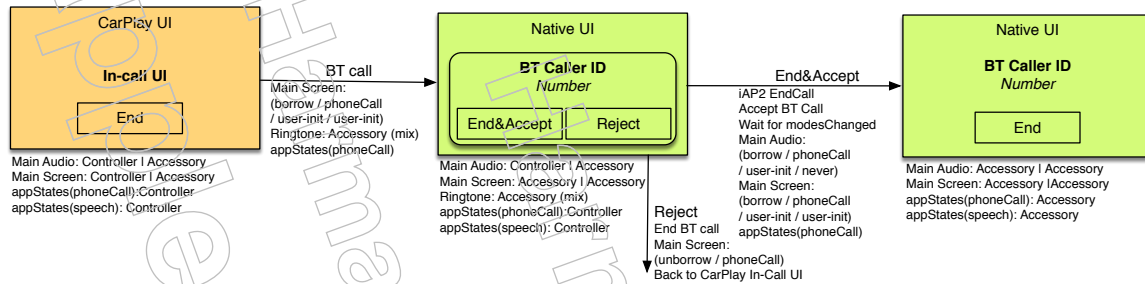 CarPlay UI
In-call UI
End
Main Audio: Controller | Accessory
Main Screen: Controller | Accessory
appStates(phoneCall):Controller
appStates(speech): Controller
BT call
Main Screen:
(borrow / phoneCall
/ user-init / user-init)
Ringtone: Accessory (mix)
appStates(phoneCall)
Native UI
BT Caller ID
Number
End&Accept
Reject
Main Audio: Controller | Accessory
Main Screen: Accessory | Accessory
Ringtone: Accessory (mix)
appStates(phoneCall):Controller
appStates(speech): Controller
Reject
End BT call
Main Screen:
(unborrow / phoneCall)
Back to CarPlay In-Call UI
End&Accept
iAP2 EndCall
Accept BT Call
Wait for modesChanged
Main Audio:
(borrow / phoneCall
/ user-init / never)
Main Screen:
(borrow / phoneCall
/ user-init / user-init)
appStates(phoneCall)
Native UI
BT Caller ID
Number
End
Main Audio: Accessory | Accessory
Main Screen: Accessory |Accessory
appStates(phoneCall): Accessory
appStates(speech): Accessory